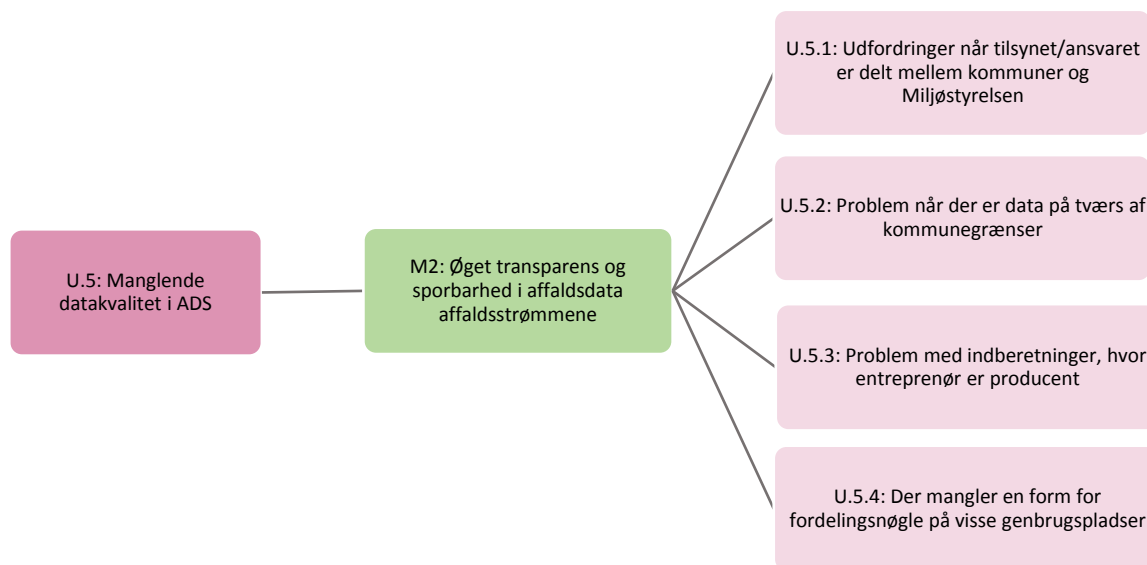 U.5: Manglende
datakvalitet i ADS
M2: Øget transparens og
sporbarhed i affaldsdata
affaldsstrømmene
U.5.1: Udfordringer når tilsynet/ansvaret
er delt mellem kommuner og
Miljøstyrelsen
U.5.2: Problem når der er data på tværs af
kommunegrænser
U.5.3: Problem med indberetninger, hvor
entreprenør er producent
U.5.4: Der mangler en form for
fordelingsnøgle på visse genbrugspladser